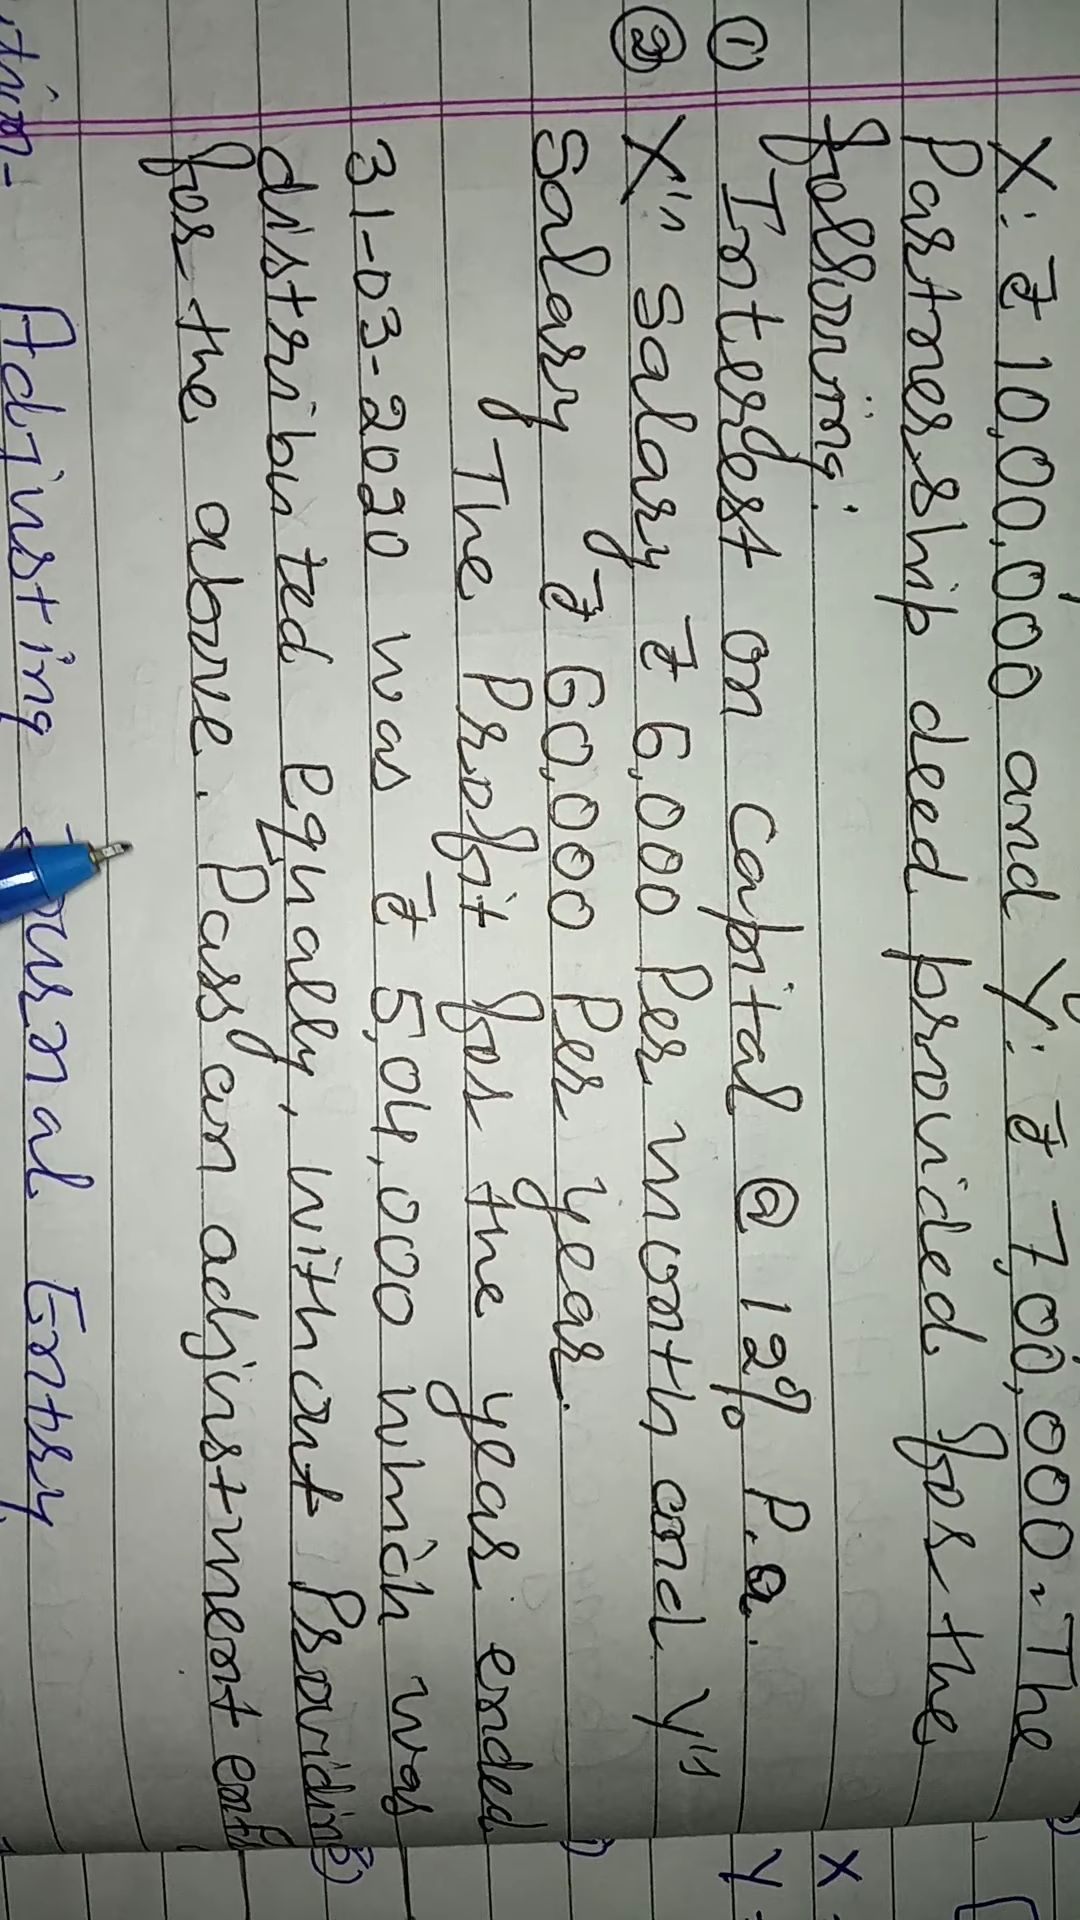 X: ₹ 10,00,000 and Y: ₹ 7,00,000. The
Partnership deed provided for the
following:
① Interest on capital @ 12% P.a.
② X's salary ₹ 6,000 Per month and Y's
Salary ₹ 60,000 Per year.
The Profit for the year ended
31-03-2020 was ₹ 5,04,000 which was
distributed equally, without Providing
for the above. Pass an adjustment
Adjusting Journal Entry
X
Y